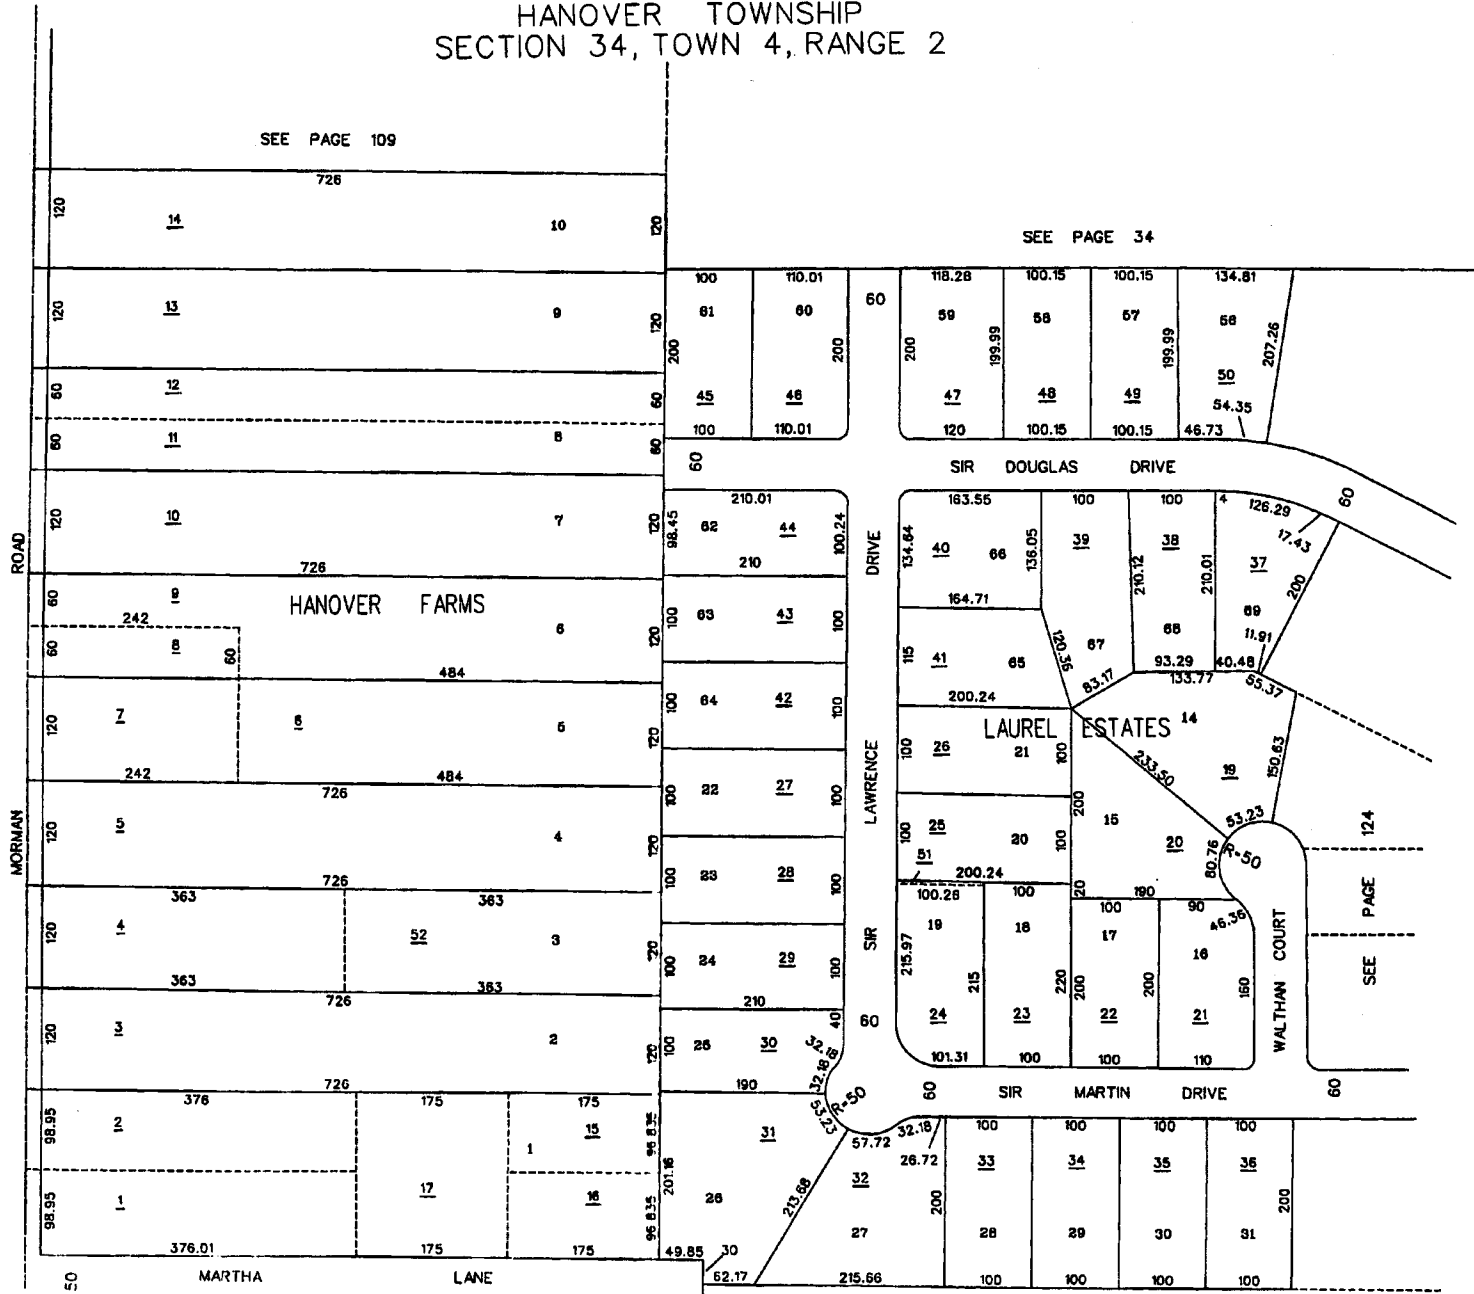 HANOVER TOWNSHIP
SECTION 34, TOWN 4, RANGE 2
SEE PAGE 109
726
120 14 10 120
SEE PAGE 34
120 13 9 120
100 110.01 60 118.28 100.15 100.15 134.81
61 60 59 58 57 56
200 200 200 199.99 199.99 207.26
60 12 60
45 46 47 48 49 50
54.35
60 11 8 60
100 110.01 120 100.15 100.15 46.73
60 SIR DOUGLAS DRIVE 60
120 10 7 120
210.01 163.55 100 100 4 126.29
17.43
98.45 62 44 100.24 DRIVE 134.64 40 66 136.05 39 38 37
210 210.12 210.01 200
ROAD
726
60 9 HANOVER FARMS
242
60 8 60 6 120
100 63 43 100 164.71 67 68 69
11.91
484
115 41 65 120.36 83.17 93.29 40.48
133.77 55.37
120 7 6 5 120
100 64 42 100 200.24
LAUREL ESTATES 14
242 484
726
LAWRENCE 100 26 21 100 233.50 19 150.63
MORMAN
120 5 4 120
100 22 27 100 200 15 53.23
100 25 20 100 20 80.76 R=50
51
200.24
SEE PAGE 124
726
363 363
100 23 28 100
100.26 100 20 190
100 90 46.36
120 4 52 3 120
100 24 29 100 SIR 215.97 19 18 17 16
215 220 200 200 160 WALTHAN COURT
363 363
726
210
120 3 2 120
100 25 30 40 60 24 23 22 21
32.18
32.18
101.31 100 100 110
726
376 175 175
190
R=50 60 SIR MARTIN DRIVE 60
53.23
98.95 2 1 15 96.835
31 57.72 32.18 100 100 100 100
26.72
32 33 34 35 36
98.95 1 17 16 96.835
201.16 26 213.68 27 200 28 29 30 31 200
376.01 175 175
49.85 30
62.17 215.66 100 100 100 100
50 MARTHA LANE